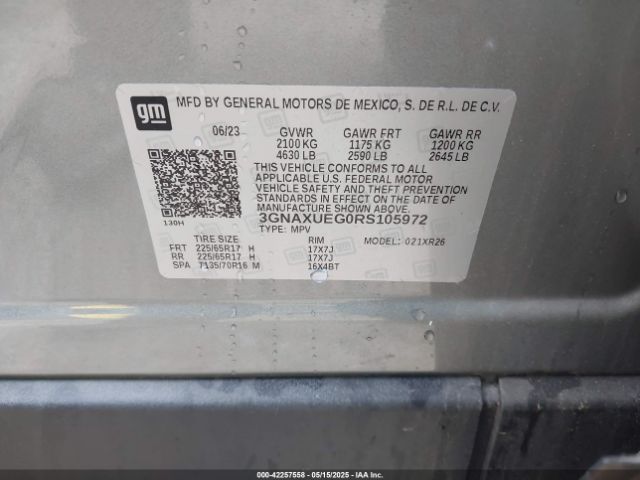 gm
MFD BY GENERAL MOTORS DE MEXICO, S. DE R.L. DE C.V.
06/23 GVWR GAWR FRT GAWR RR
2100 KG 1175 KG 1200 KG
4630 LB 2590 LB 2645 LB
THIS VEHICLE CONFORMS TO ALL
APPLICABLE U.S. FEDERAL MOTOR
VEHICLE SAFETY AND THEFT PREVENTION
STANDARDS IN EFFECT ON THE DATE OF
MANUFACTURE SHOWN ABOVE.
130H
3GNAXUEG0RS105972
TYPE: MPV
TIRE SIZE RIM MODEL: 021XR26
FRT 225/65R17 H 17X7J
RR 225/65R17 H 17X7J
SPA T135/70R16 M 16X4BT
000-42257558 - 05/15/2025 - IAAI.COM